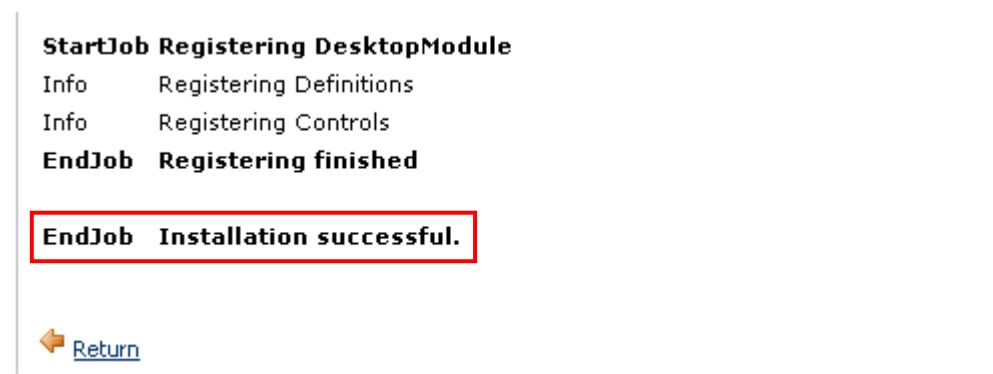 StartJob Registering DesktopModule
Info Registering Definitions
Info Registering Controls
EndJob Registering finished
EndJob Installation successful.
Return